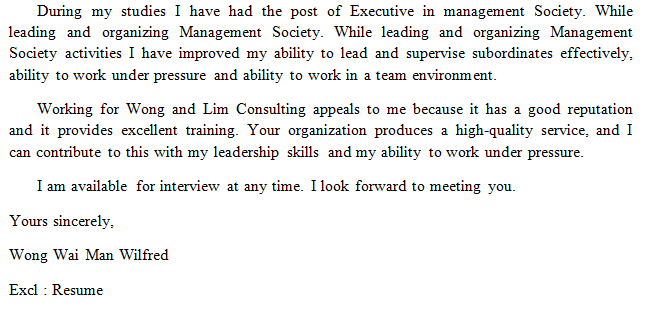 During my studies I have had the post of Executive in management Society. While
leading and organizing Management Society. While leading and organizing Management
Society activities I have improved my ability to lead and supervise subordinates effectively,
ability to work under pressure and ability to work in a team environment.
Working for Wong and Lim Consulting appeals to me because it has a good reputation
and it provides excellent training. Your organization produces a high-quality service, and I
can contribute to this with my leadership skills and my ability to work under pressure.
I am available for interview at any time. I look forward to meeting you.
Yours sincerely,
Wong Wai Man Wilfred
Excl : Resume